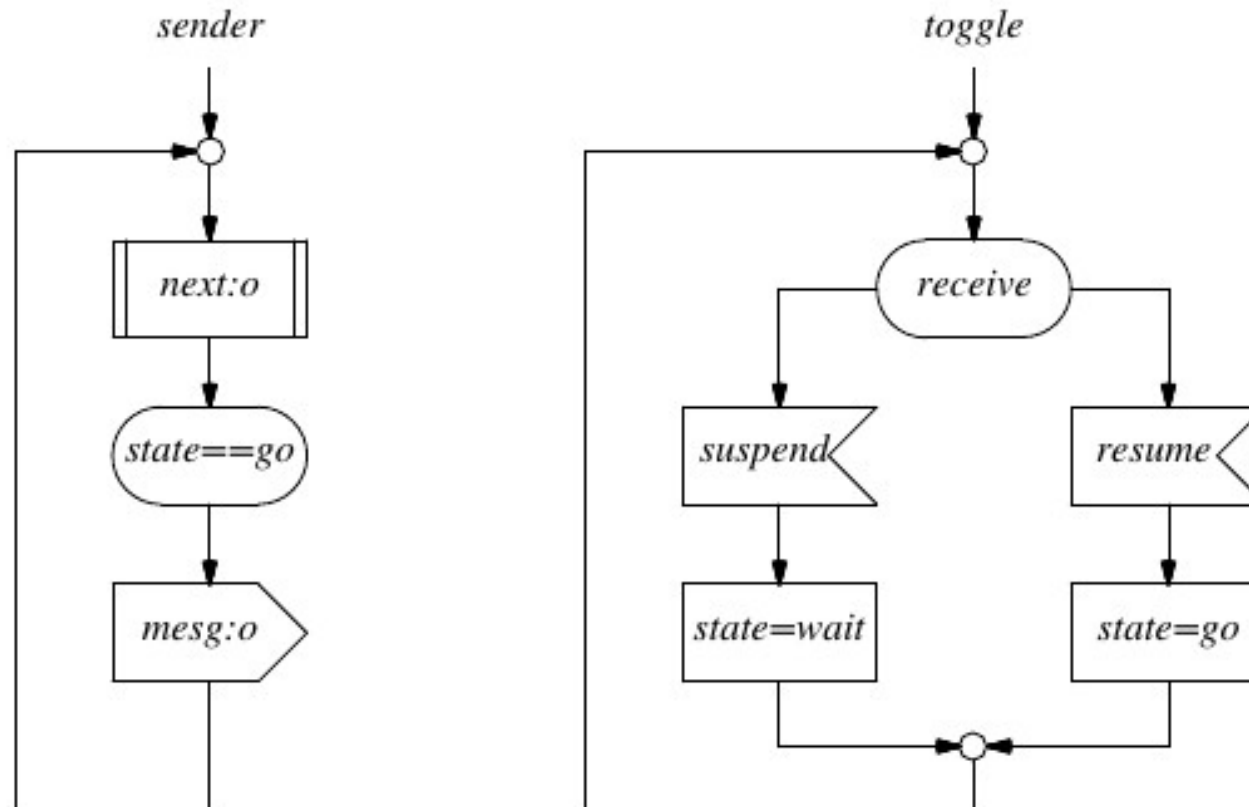 sender
next:o
state==go
mesg:o
toggle
receive
suspend
resume
state=wait
state=go